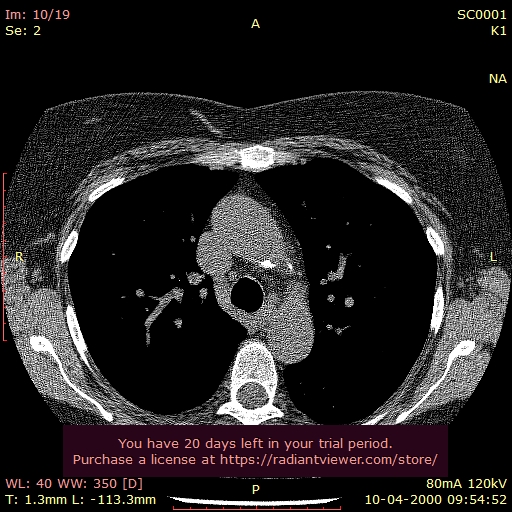 Im: 10/19
Se: 2
A
SC0001
K1
NA
R
L
You have 20 days left in your trial period.
Purchase a license at https://radiantviewer.com/store/
WL: 40 WW: 350 [D]
T: 1.3mm L: -113.3mm
P
80mA 120kV
10-04-2000 09:54:52